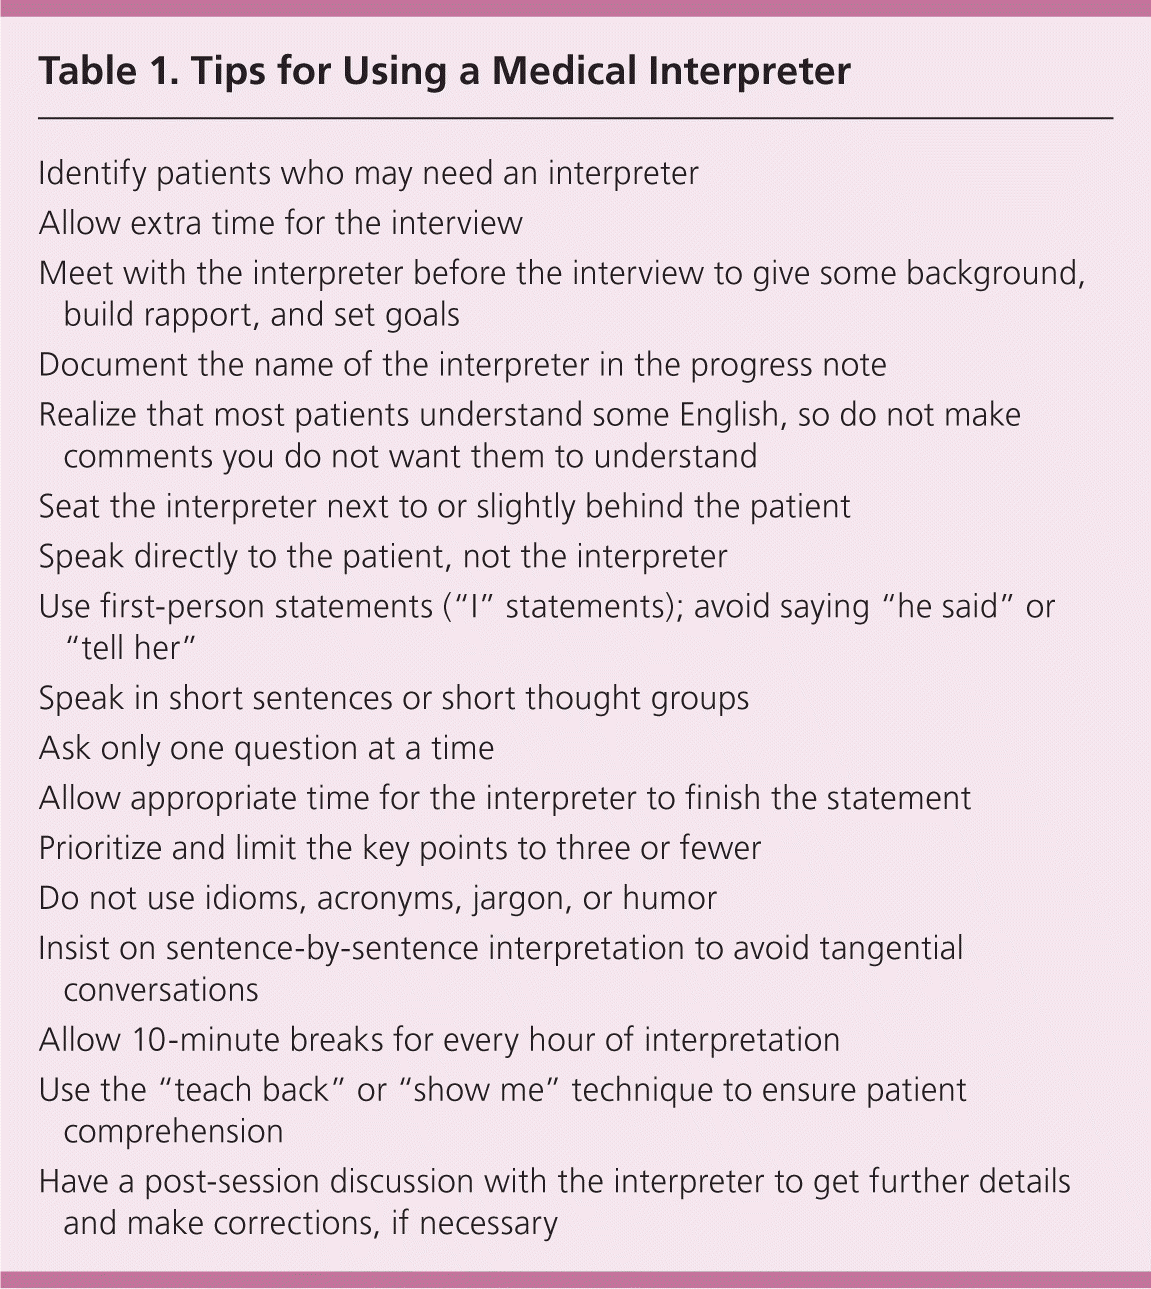 Table 1. Tips for Using a Medical Interpreter
Identify patients who may need an interpreter
Allow extra time for the interview
Meet with the interpreter before the interview to give some background,
build rapport, and set goals
Document the name of the interpreter in the progress note
Realize that most patients understand some English, so do not make
comments you do not want them to understand
Seat the interpreter next to or slightly behind the patient
Speak directly to the patient, not the interpreter
Use first-person statements (“I” statements); avoid saying “he said” or
“tell her”
Speak in short sentences or short thought groups
Ask only one question at a time
Allow appropriate time for the interpreter to finish the statement
Prioritize and limit the key points to three or fewer
Do not use idioms, acronyms, jargon, or humor
Insist on sentence-by-sentence interpretation to avoid tangential
conversations
Allow 10-minute breaks for every hour of interpretation
Use the “teach back” or “show me” technique to ensure patient
comprehension
Have a post-session discussion with the interpreter to get further details
and make corrections, if necessary